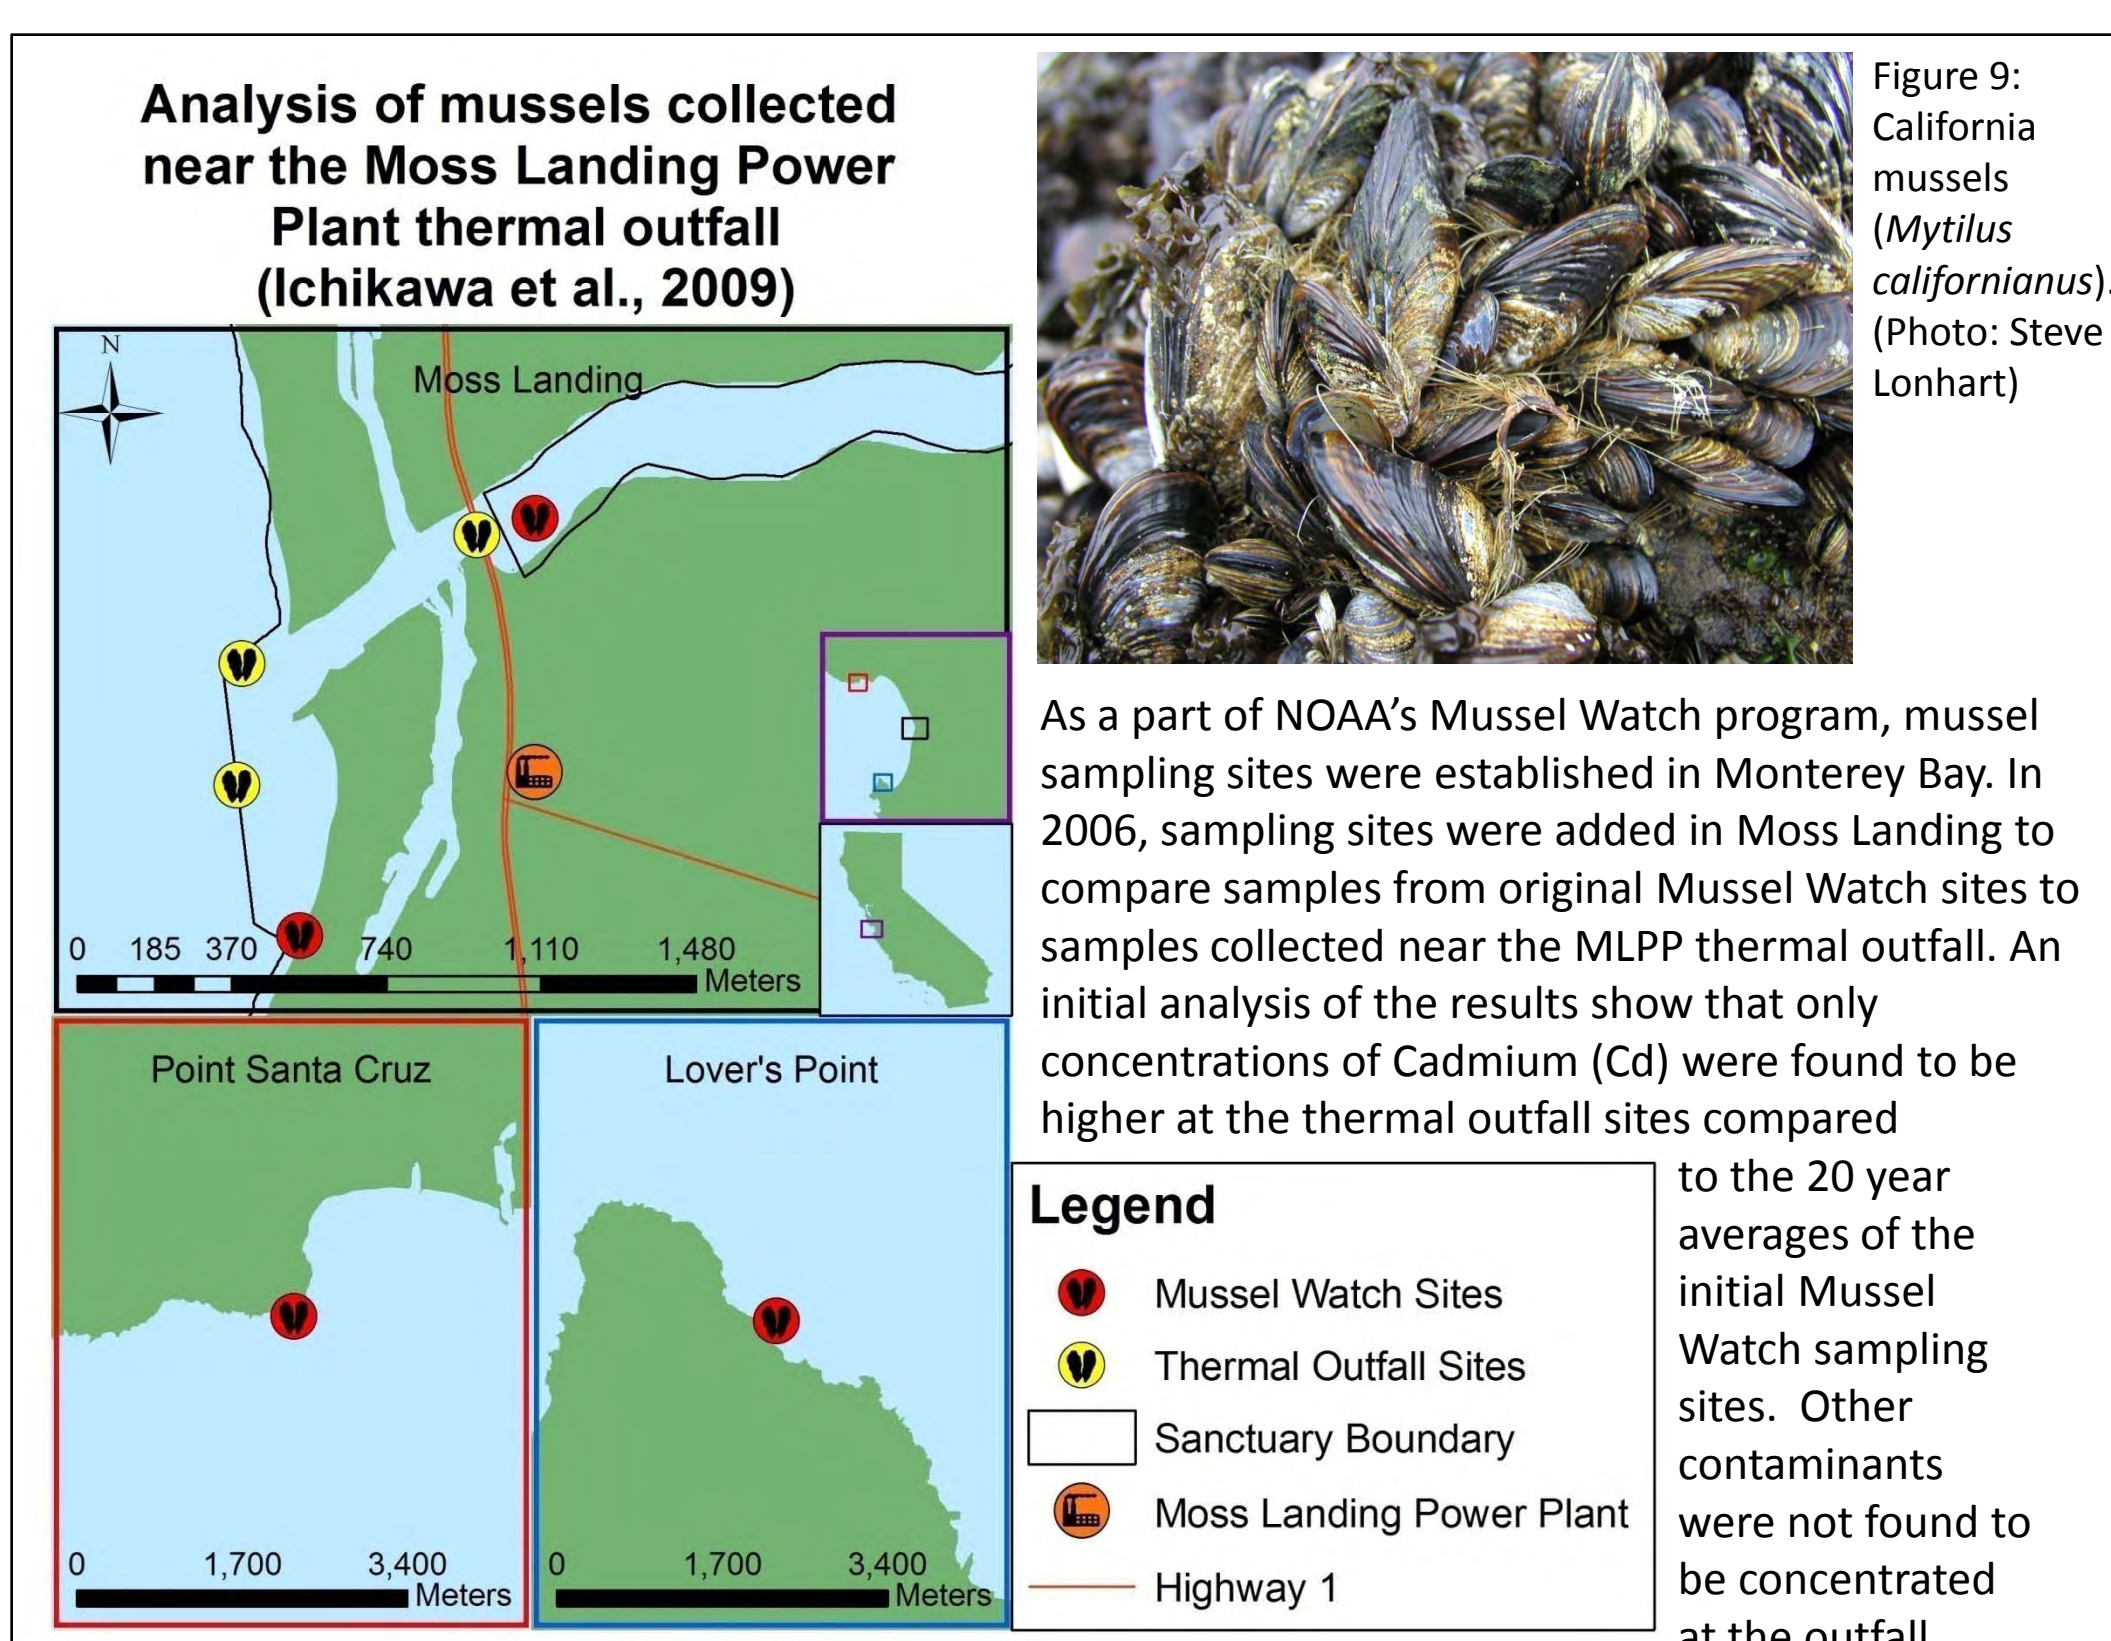 Analysis of mussels collected
near the Moss Landing Power
Plant thermal outfall
(Ichikawa et al., 2009)
N
Moss Landing
0 185 370 740 1,110 1,480
Meters
Point Santa Cruz
0 1,700 3,400
Meters
Lover's Point
0 1,700 3,400
Meters
Figure 9:
California
mussels
(Mytilus
californianus).
(Photo: Steve
Lonhart)
As a part of NOAA’s Mussel Watch program, mussel
sampling sites were established in Monterey Bay. In
2006, sampling sites were added in Moss Landing to
compare samples from original Mussel Watch sites to
samples collected near the MLPP thermal outfall. An
initial analysis of the results show that only
concentrations of Cadmium (Cd) were found to be
higher at the thermal outfall sites compared
to the 20 year
averages of the
initial Mussel
Watch sampling
sites. Other
contaminants
were not found to
be concentrated
at the outfall
Legend
Mussel Watch Sites
Thermal Outfall Sites
Sanctuary Boundary
Moss Landing Power Plant
Highway 1